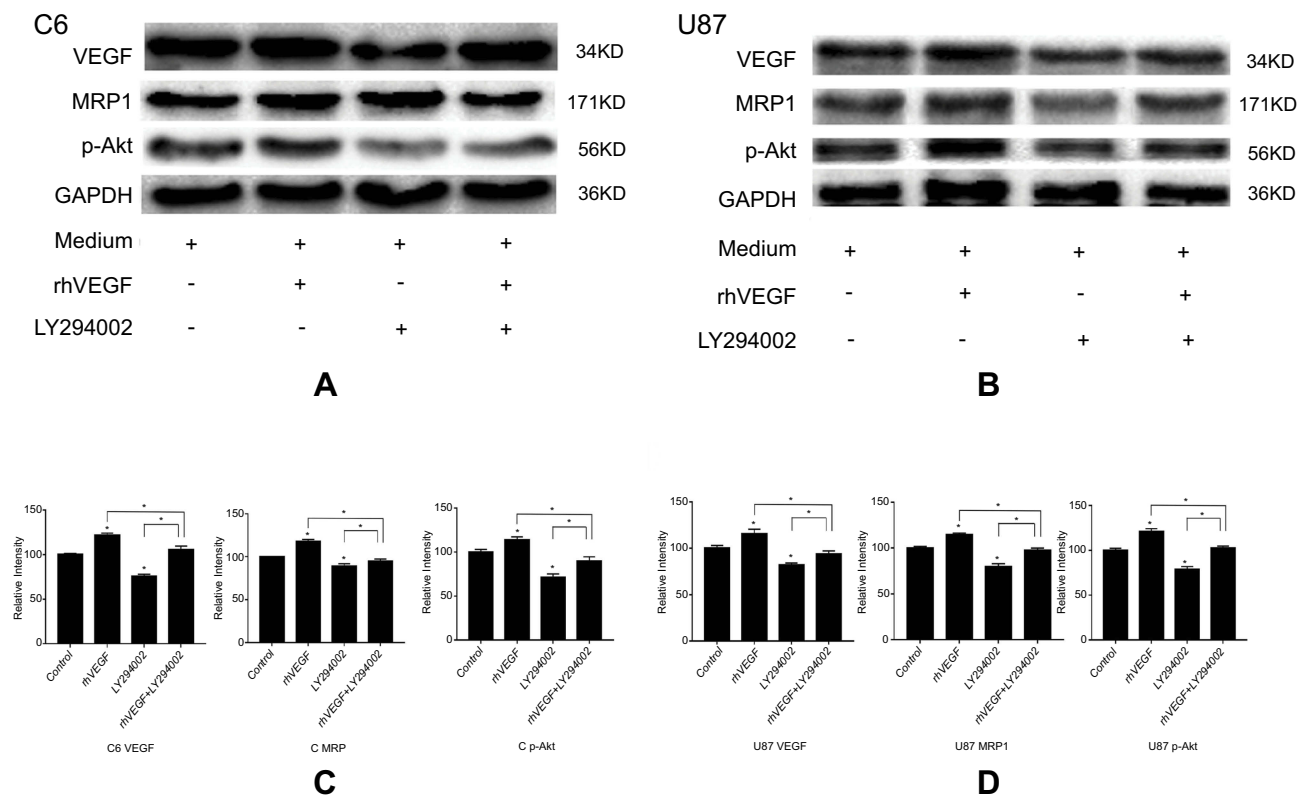 C6
VEGF 34KD
MRP1 171KD
p-Akt 56KD
GAPDH 36KD
Medium + + + +
rhVEGF - + - +
LY294002 - - + +
A
U87
VEGF 34KD
MRP1 171KD
p-Akt 56KD
GAPDH 36KD
Medium + + + +
rhVEGF - + - +
LY294002 - - + +
B
Relative Intensity
150
100
50
0
* * * *
Control rhVEGF LY294002 rhVEGF+LY294002
C6 VEGF
Relative Intensity
150
100
50
0
* * * *
Control rhVEGF LY294002 rhVEGF+LY294002
C MRP
Relative Intensity
150
100
50
0
* * * *
Control rhVEGF LY294002 rhVEGF+LY294002
C p-Akt
C
Relative Intensity
150
100
50
0
* * * *
Control rhVEGF LY294002 rhVEGF+LY294002
U87 VEGF
Relative Intensity
150
100
50
0
* * * *
Control rhVEGF LY294002 rhVEGF+LY294002
U87 MRP1
Relative Intensity
150
100
50
0
* * * *
Control rhVEGF LY294002 rhVEGF+LY294002
U87 p-Akt
D